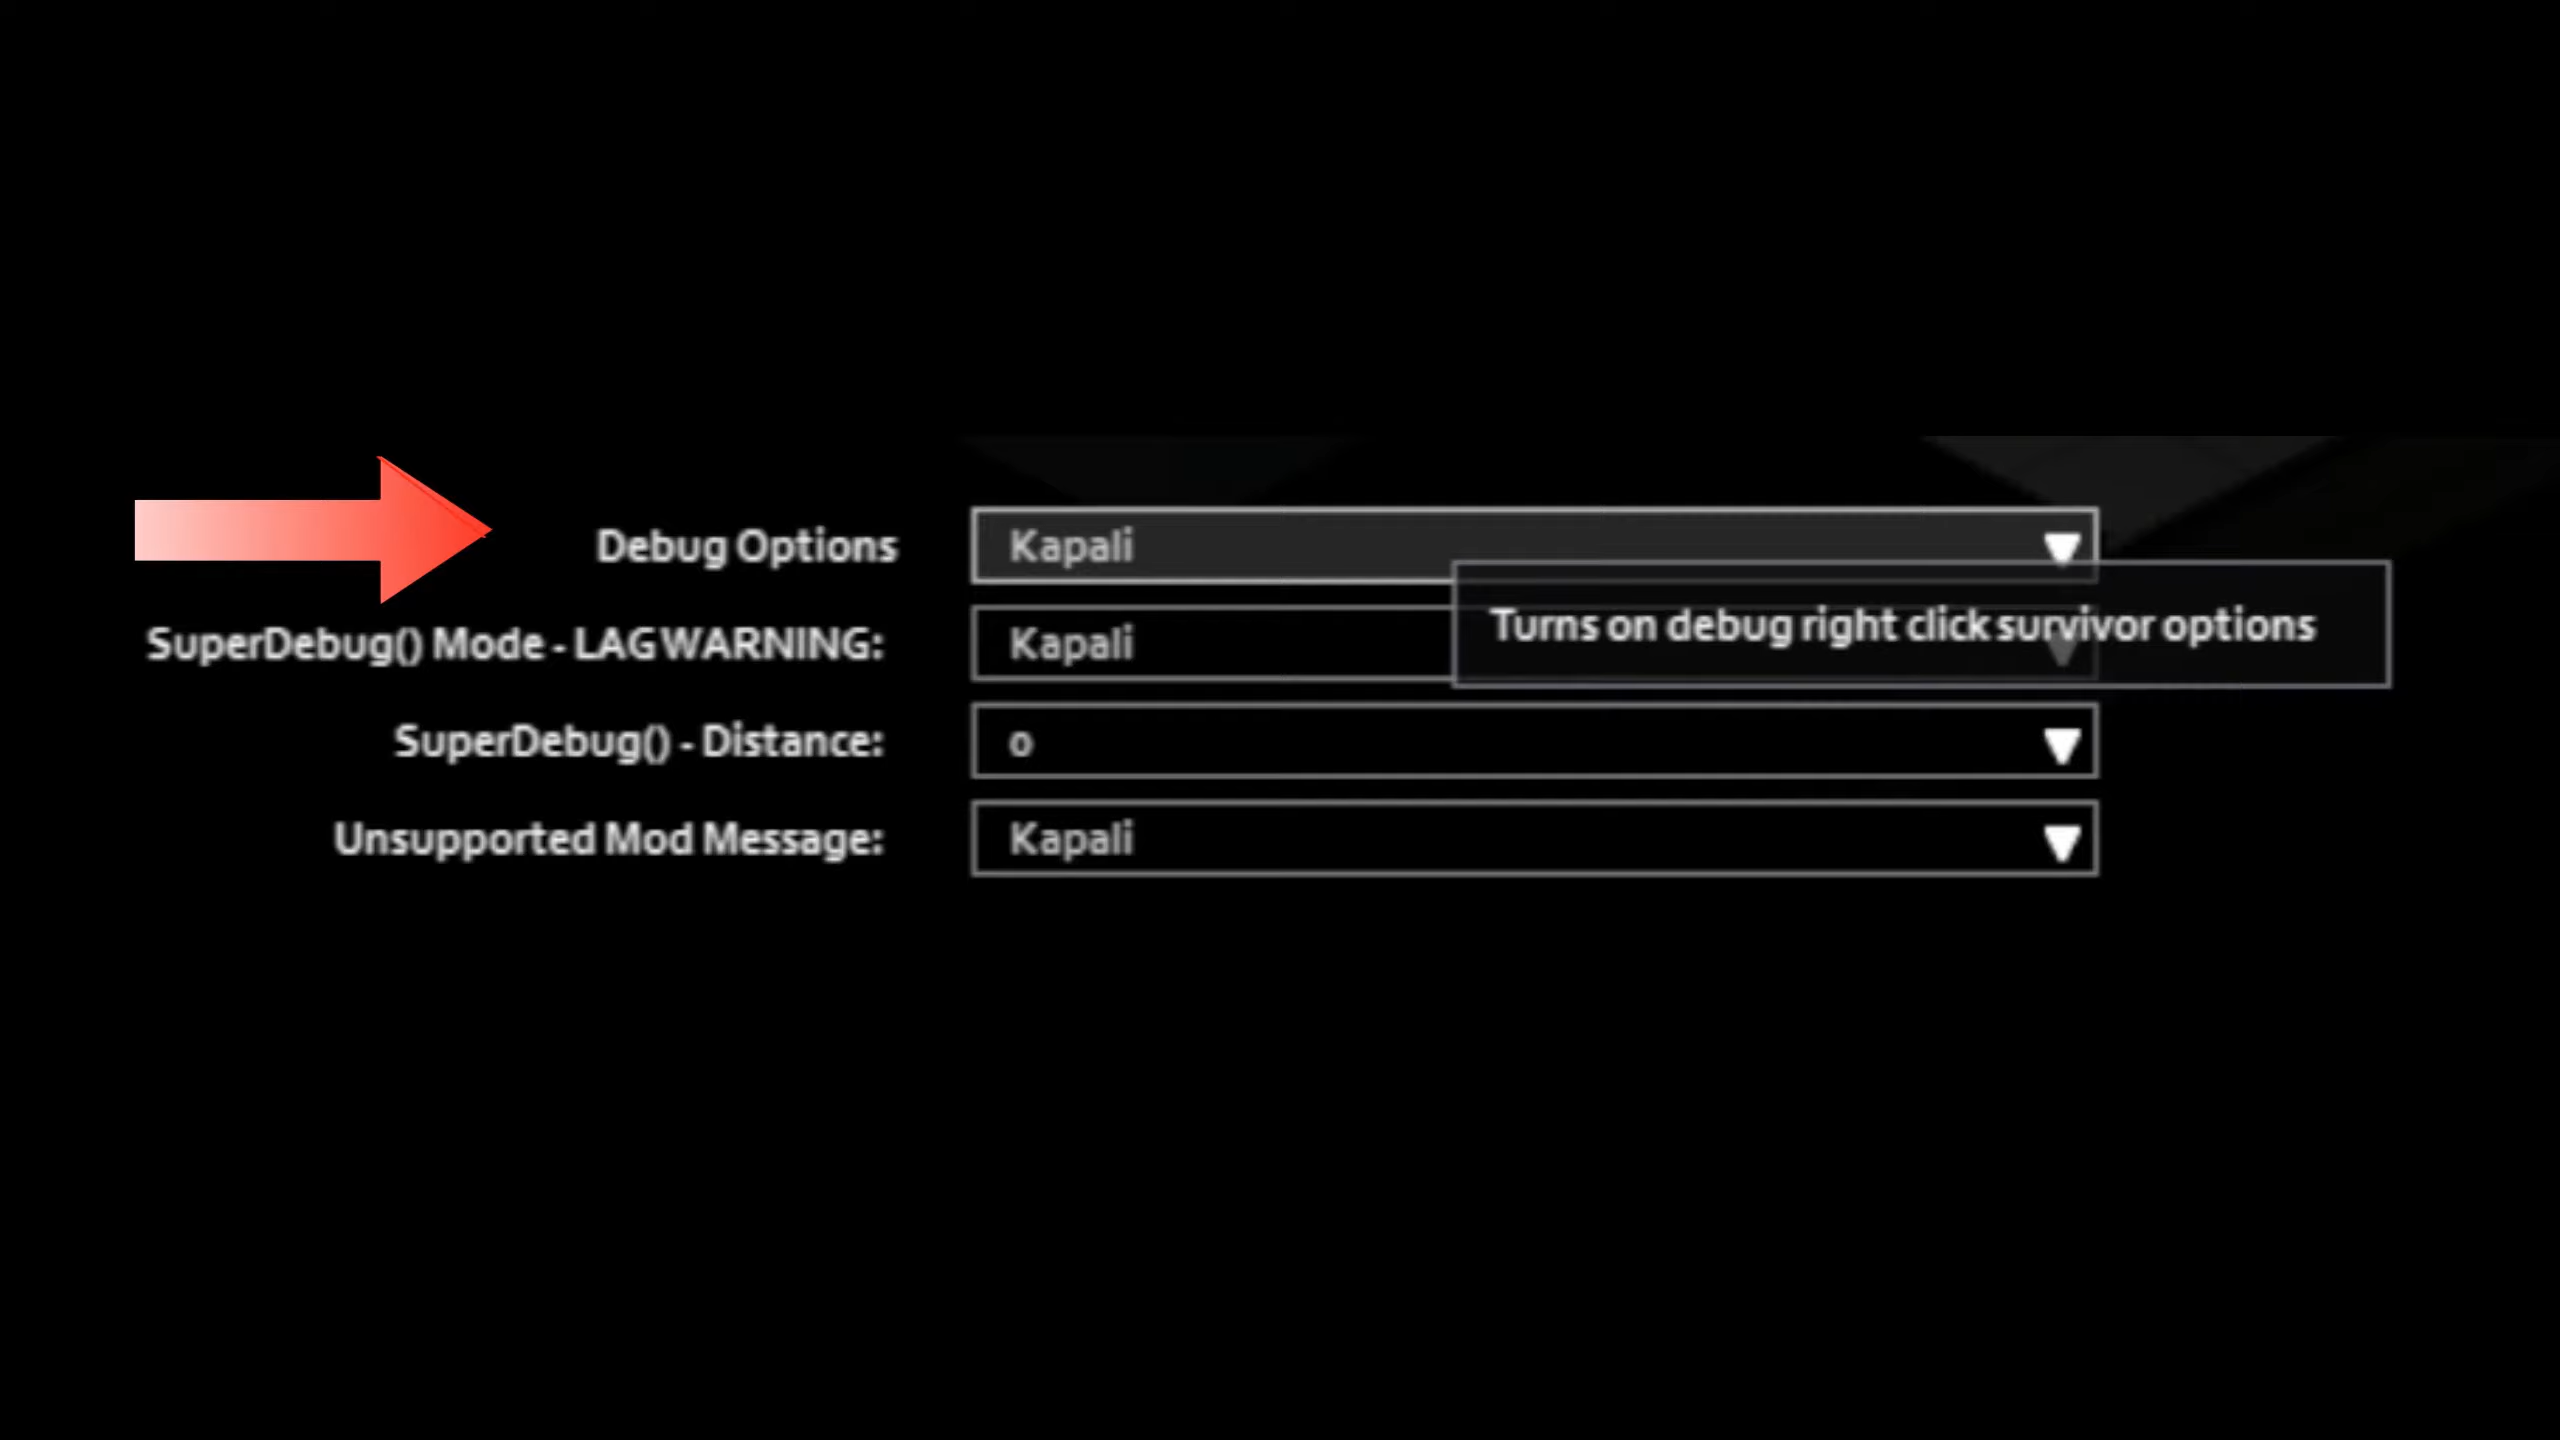 Debug Options Kapali
Turns on debug right click survivor options
SuperDebug() Mode - LAG WARNING: Kapali
SuperDebug() - Distance: 0
Unsupported Mod Message: Kapali